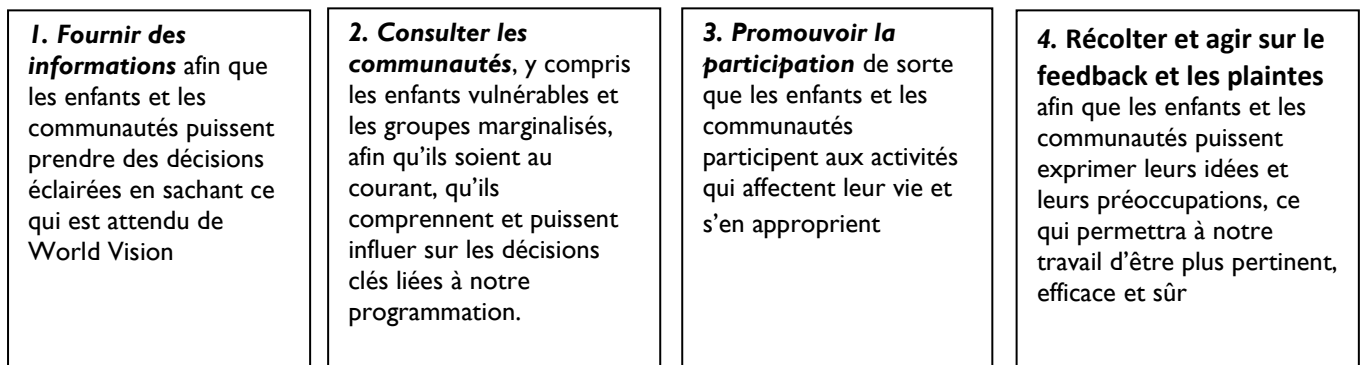 1. Fournir des
informations afin que
les enfants et les
communautés puissent
prendre des décisions
éclairées en sachant ce
qui est attendu de
World Vision
2. Consulter les
communautés, y compris
les enfants vulnérables et
les groupes marginalisés,
afin qu'ils soient au
courant, qu'ils
comprennent et puissent
influer sur les décisions
clés liées à notre
programmation.
3. Promouvoir la
participation de sorte
que les enfants et les
communautés
participent aux activités
qui affectent leur vie et
s'en approprient
4. Récolter et agir sur le
feedback et les plaintes
afin que les enfants et les
communautés puissent
exprimer leurs idées et
leurs préoccupations, ce
qui permettra à notre
travail d'être plus pertinent,
efficace et sûr